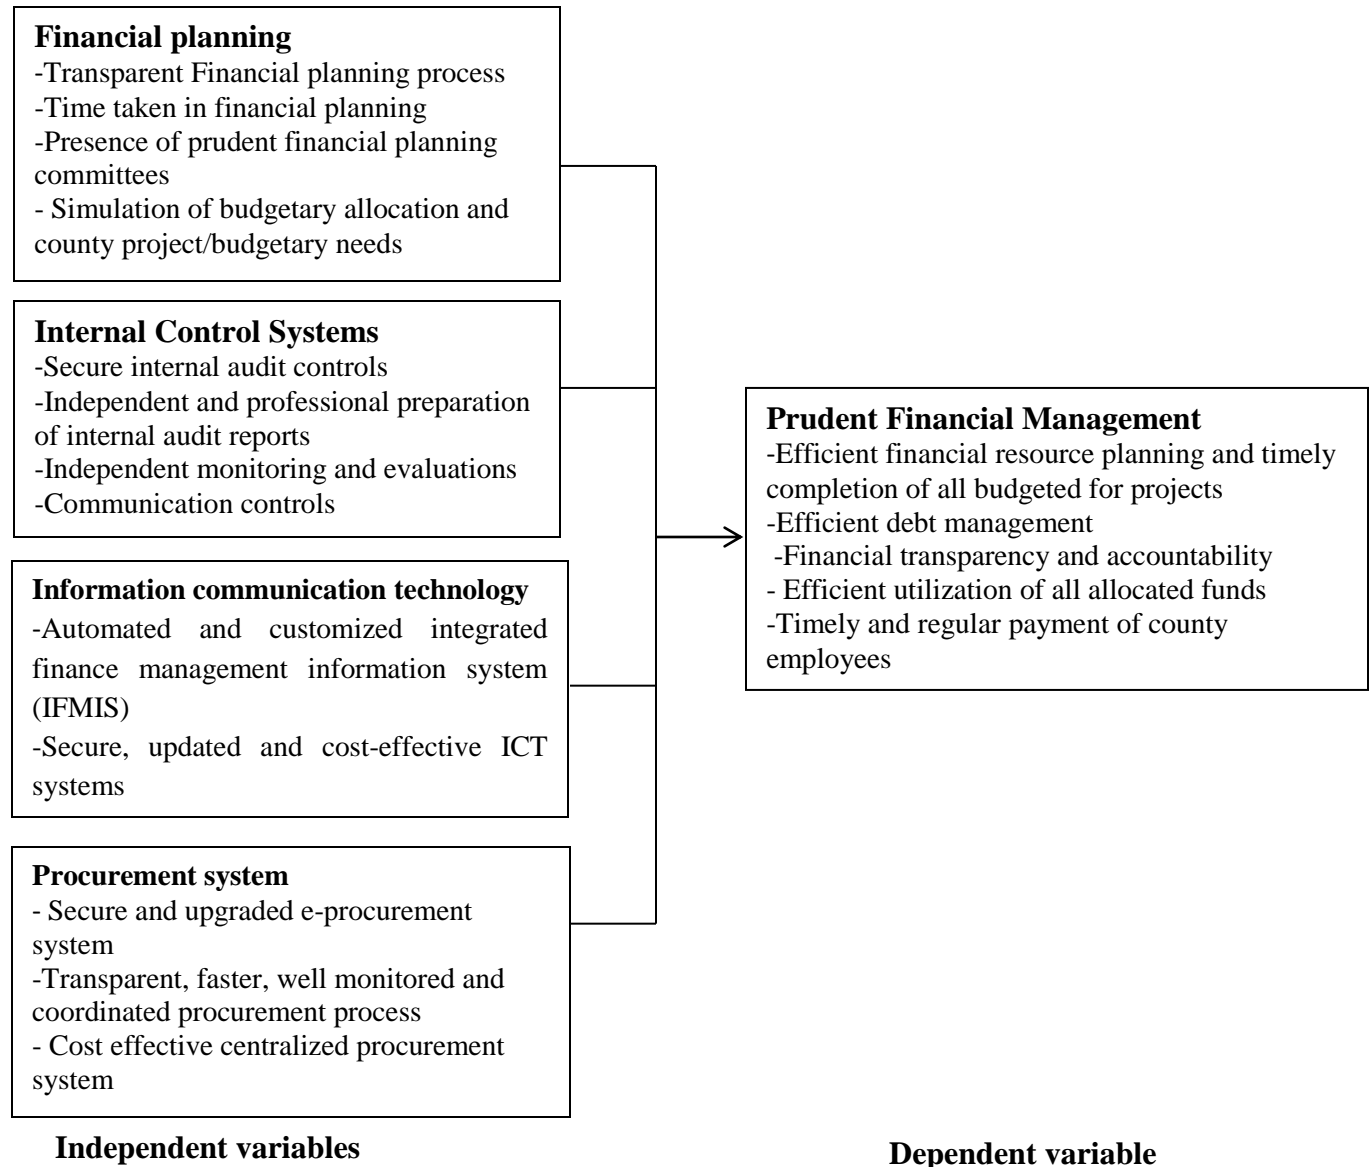 Financial planning
-Transparent Financial planning process
-Time taken in financial planning
-Presence of prudent financial planning
committees
- Simulation of budgetary allocation and
county project/budgetary needs
Internal Control Systems
-Secure internal audit controls
-Independent and professional preparation
of internal audit reports
-Independent monitoring and evaluations
-Communication controls
Information communication technology
-Automated and customized integrated
finance management information system
(IFMIS)
-Secure, updated and cost-effective ICT
systems
Procurement system
- Secure and upgraded e-procurement
system
-Transparent, faster, well monitored and
coordinated procurement process
- Cost effective centralized procurement
system
Independent variables
Prudent Financial Management
-Efficient financial resource planning and timely
completion of all budgeted for projects
-Efficient debt management
-Financial transparency and accountability
- Efficient utilization of all allocated funds
-Timely and regular payment of county
employees
Dependent variable